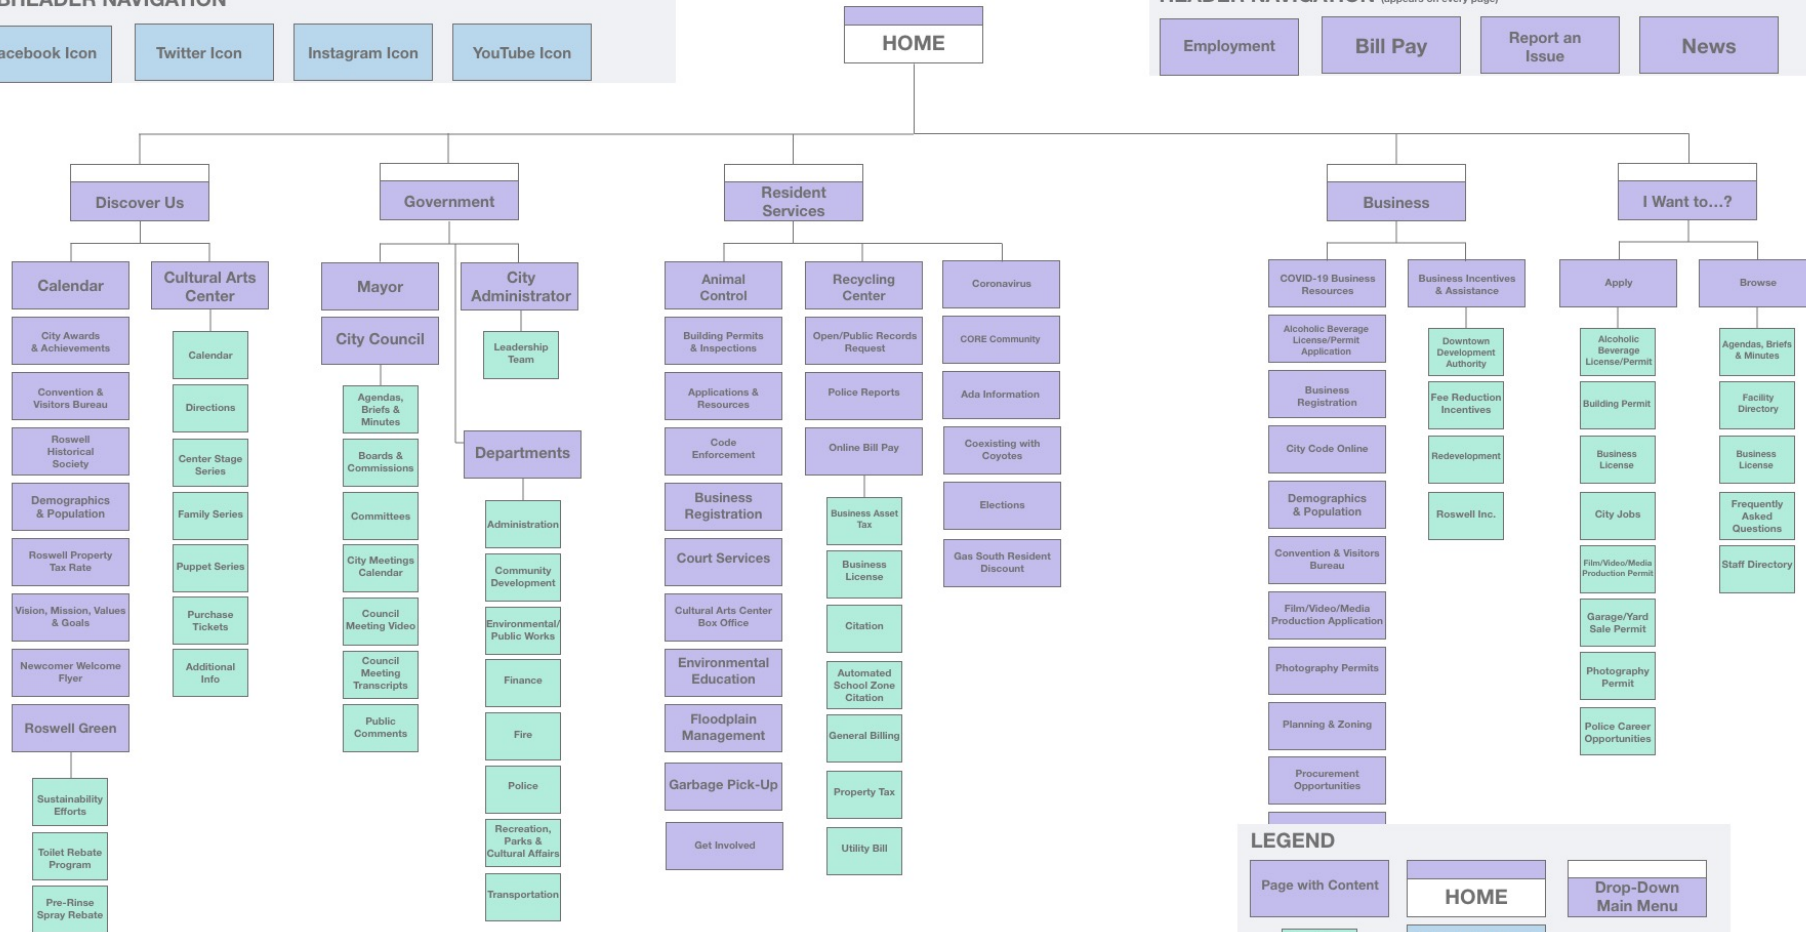 BHEADER NAVIGATION
acebook Icon
Twitter Icon
Instagram Icon
YouTube Icon
HOME
HEADER NAVIGATION (appears on every page)
Employment
Bill Pay
Report an
Issue
News
Discover Us
Calendar
City Awards
& Achievements
Convention &
Visitors Bureau
Roswell
Historical
Society
Demographics
& Population
Roswell Property
Tax Rate
Vision, Mission, Values
& Goals
Newcomer Welcome
Flyer
Roswell Green
Sustainability
Efforts
Toilet Rebate
Program
Pre-Rinse
Spray Rebate
Cultural Arts
Center
Calendar
Directions
Center Stage
Series
Family Series
Puppet Series
Purchase
Tickets
Additional
Info
Government
Mayor
City Council
Agendas,
Briefs &
Minutes
Boards &
Commissions
Committees
City Meetings
Calendar
Council
Meeting Video
Council
Meeting
Transcripts
Public
Comments
City
Administrator
Leadership
Team
Departments
Administration
Community
Development
Environmental/
Public Works
Finance
Fire
Police
Recreation,
Parks &
Cultural Affairs
Transportation
Resident
Services
Animal
Control
Building Permits
& Inspections
Applications &
Resources
Code
Enforcement
Business
Registration
Court Services
Cultural Arts Center
Box Office
Environmental
Education
Floodplain
Management
Garbage Pick-Up
Get Involved
Recycling
Center
Open/Public Records
Request
Police Reports
Online Bill Pay
Business Asset
Tax
Business
License
Citation
Automated
School Zone
Citation
General Billing
Property Tax
Utility Bill
Coronavirus
CORE Community
Ada Information
Coexisting with
Coyotes
Elections
Gas South Resident
Discount
Business
COVID-19 Business
Resources
Alcoholic Beverage
License/Permit
Application
Business
Registration
City Code Online
Demographics
& Population
Convention & Visitors
Bureau
Film/Video/Media
Production Application
Photography Permits
Planning & Zoning
Procurement
Opportunities
Business Incentives
& Assistance
Downtown
Development
Authority
Fee Reduction
Incentives
Redevelopment
Roswell Inc.
I Want to...?
Apply
Alcoholic
Beverage
License/Permit
Building Permit
Business
License
City Jobs
Film/Video/Media
Production Permit
Garage/Yard
Sale Permit
Photography
Permit
Police Career
Opportunities
Browse
Agendas, Briefs
& Minutes
Facility
Directory
Business
License
Frequently
Asked
Questions
Staff Directory
LEGEND
Page with Content
HOME
Drop-Down
Main Menu